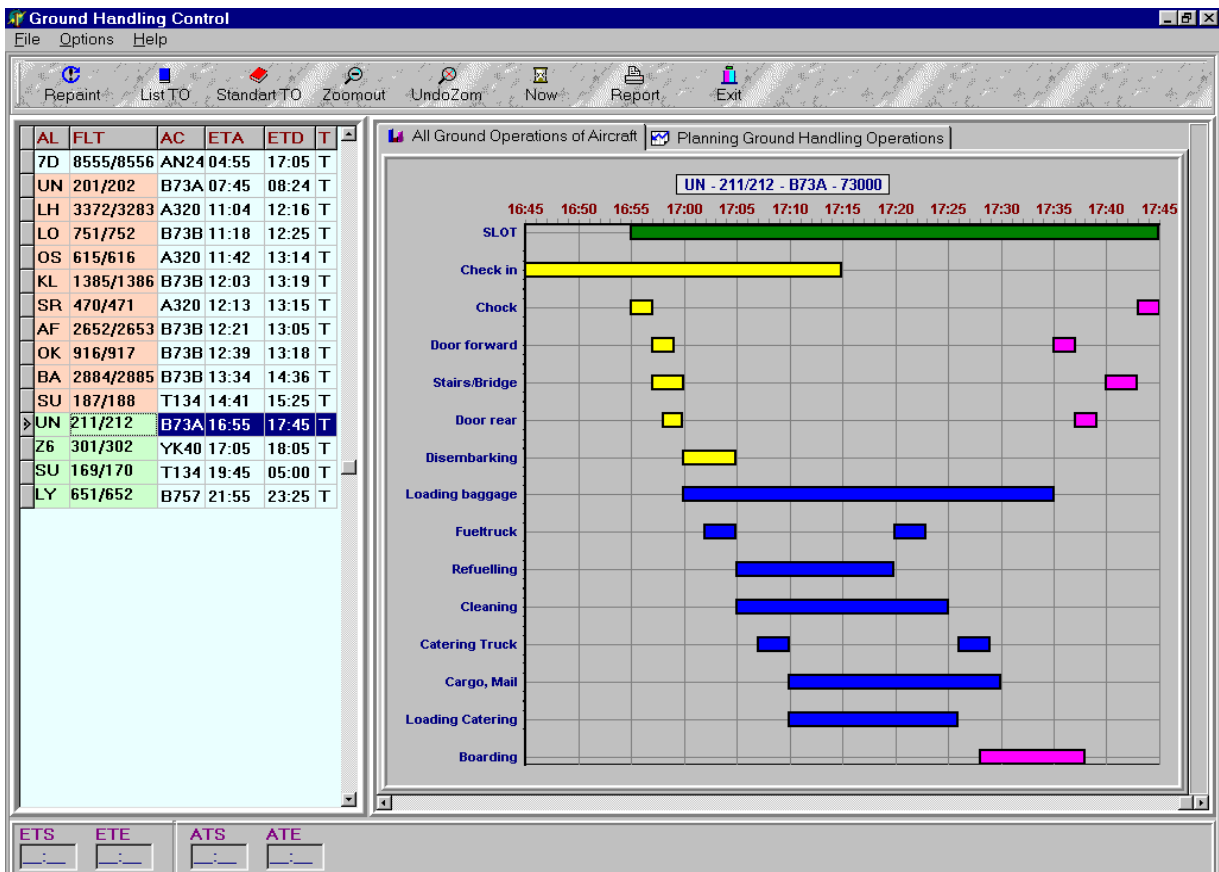 Ground Handling Control
File Options Help
Repaint List TO Standart TO Zoomout UndoZom Now Report Exit
AL FLT AC ETA ETD T
7D 8555/8556 AN24 04:55 17:05 T
UN 201/202 B73A 07:45 08:24 T
LH 3372/3283 A320 11:04 12:16 T
LO 751/752 B73B 11:18 12:25 T
OS 615/616 A320 11:42 13:14 T
KL 1385/1386 B73B 12:03 13:19 T
SR 470/471 A320 12:13 13:15 T
AF 2652/2653 B73B 12:21 13:05 T
OK 916/917 B73B 12:39 13:18 T
BA 2884/2885 B73B 13:34 14:36 T
SU 187/188 T134 14:41 15:25 T
UN 211/212 B73A 16:55 17:45 T
Z6 301/302 YK40 17:05 18:05 T
SU 169/170 T134 19:45 05:00 T
LY 651/652 B757 21:55 23:25 T
All Ground Operations of Aircraft Planning Ground Handling Operations
UN - 211/212 - B73A - 73000
16:45 16:50 16:55 17:00 17:05 17:10 17:15 17:20 17:25 17:30 17:35 17:40 17:45
SLOT
Check in
Chock
Door forward
Stairs/Bridge
Door rear
Disembarking
Loading baggage
Fueltruck
Refuelling
Cleaning
Catering Truck
Cargo, Mail
Loading Catering
Boarding
ETS ETE ATS ATE
__:__ __:__ __:__ __:__